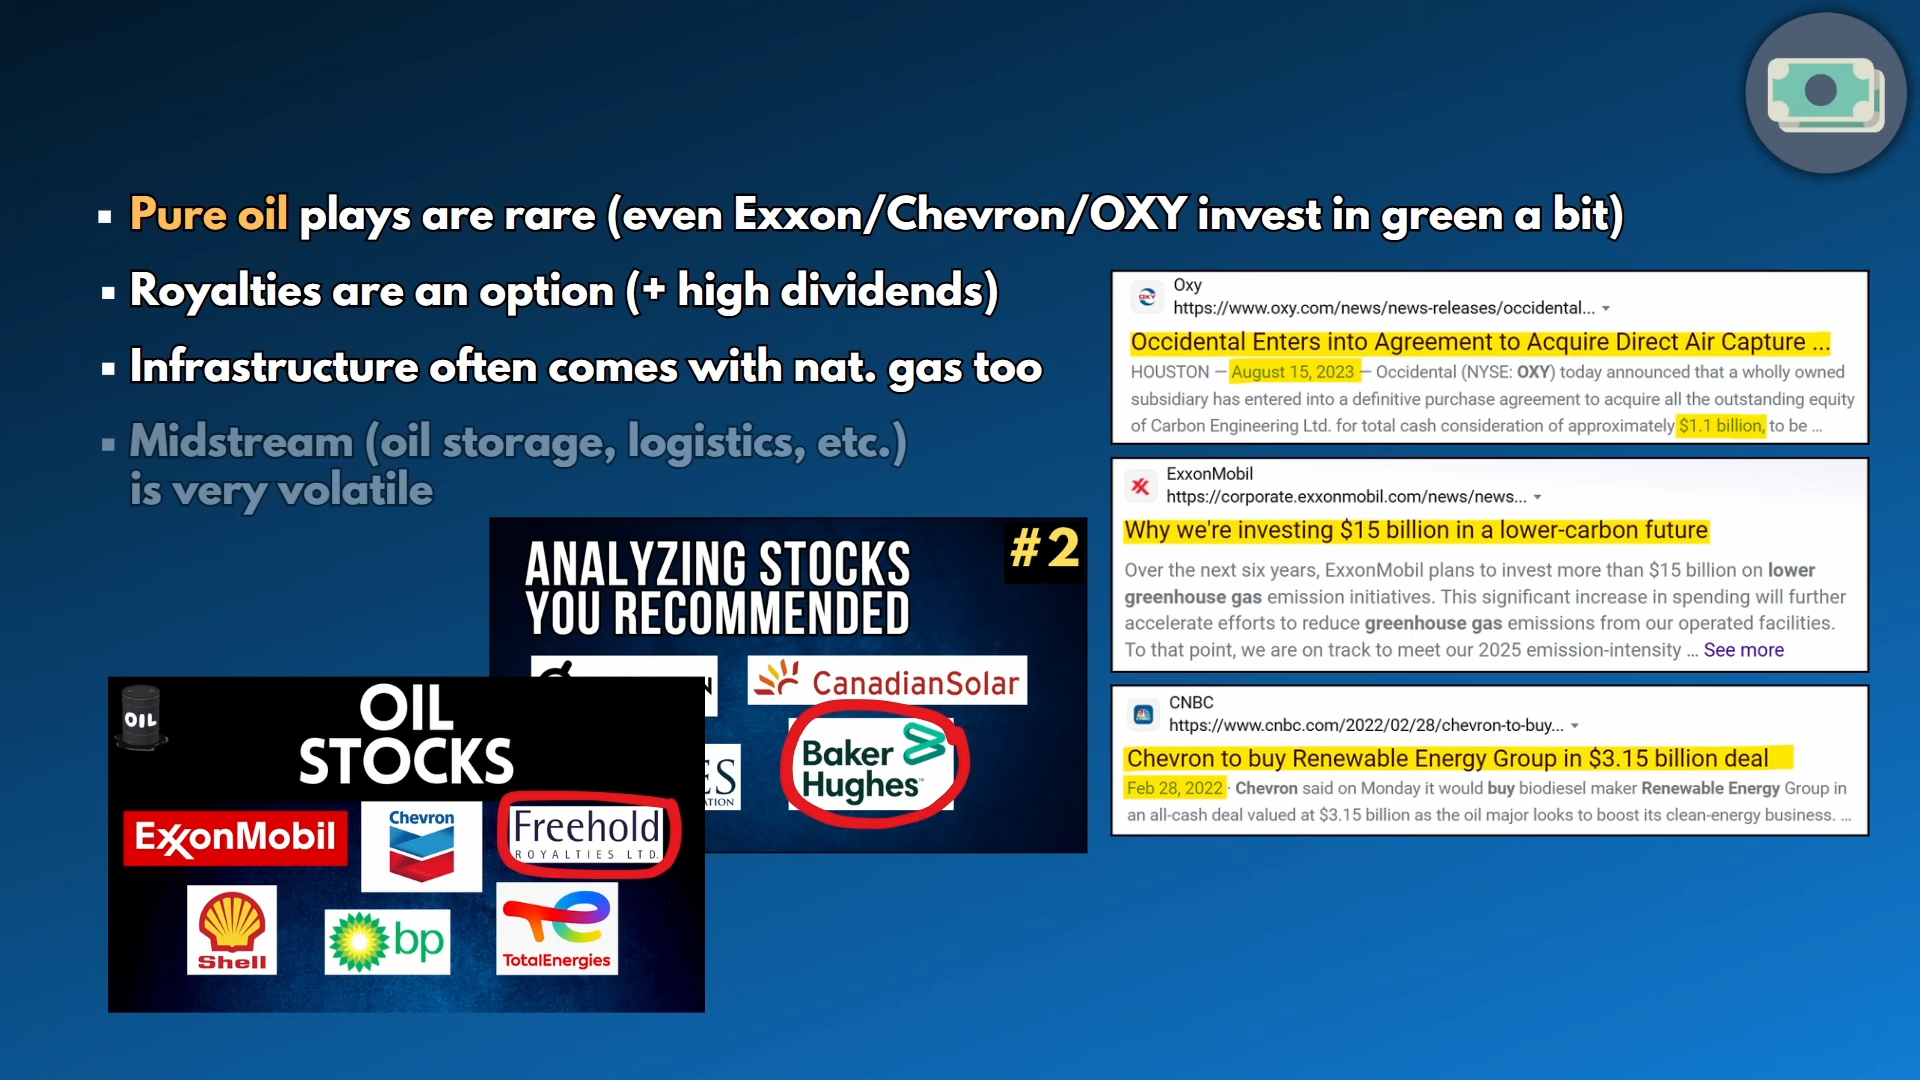 Pure oil plays are rare (even Exxon/Chevron/OXY invest in green a bit)
Royalties are an option (+ high dividends)
Infrastructure often comes with nat. gas too
Midstream (oil storage, logistics, etc.)
is very volatile
Oxy
https://www.oxy.com/news/news-releases/occidental...
Occidental Enters into Agreement to Acquire Direct Air Capture ...
HOUSTON — August 15, 2023 — Occidental (NYSE: OXY) today announced that a wholly owned
subsidiary has entered into a definitive purchase agreement to acquire all the outstanding equity
of Carbon Engineering Ltd. for total cash consideration of approximately $1.1 billion, to be ...
ExxonMobil
https://corporate.exxonmobil.com/news/news...
Why we're investing $15 billion in a lower-carbon future
Over the next six years, ExxonMobil plans to invest more than $15 billion on lower
greenhouse gas emission initiatives. This significant increase in spending will further
accelerate efforts to reduce greenhouse gas emissions from our operated facilities.
To that point, we are on track to meet our 2025 emission-intensity ... See more
CNBC
https://www.cnbc.com/2022/02/28/chevron-to-buy...
Chevron to buy Renewable Energy Group in $3.15 billion deal
Feb 28, 2022 · Chevron said on Monday it would buy biodiesel maker Renewable Energy Group in
an all-cash deal valued at $3.15 billion as the oil major looks to boost its clean-energy business. ...
#2
ANALYZING STOCKS
YOU RECOMMENDED
CanadianSolar
Baker
Hughes
OIL
OIL
STOCKS
ExxonMobil
Chevron
Freehold
ROYALTIES LTD.
Shell
bp
TotalEnergies